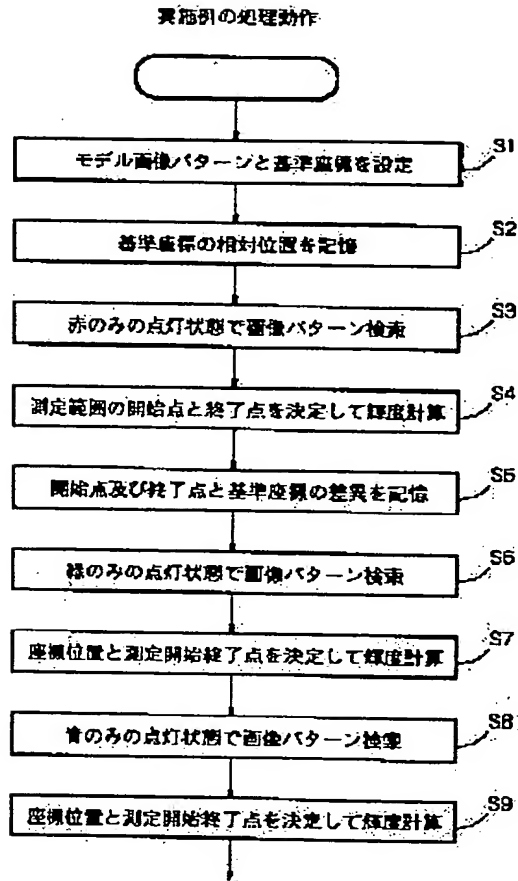 実施例の処理動作
S1
モデル画像パターンと基準座標を設定
S2
基準座標の相対位置を記憶
S3
赤のみの点灯状態で画像パターン検索
S4
測定範囲の開始点と終了点を決定して輝度計算
S5
開始点及び終了点と基準座標の差異を記憶
S6
緑のみの点灯状態で画像パターン検索
S7
座標位置と測定開始終了点を決定して輝度計算
S8
青のみの点灯状態で画像パターン検索
S9
座標位置と測定開始終了点を決定して輝度計算